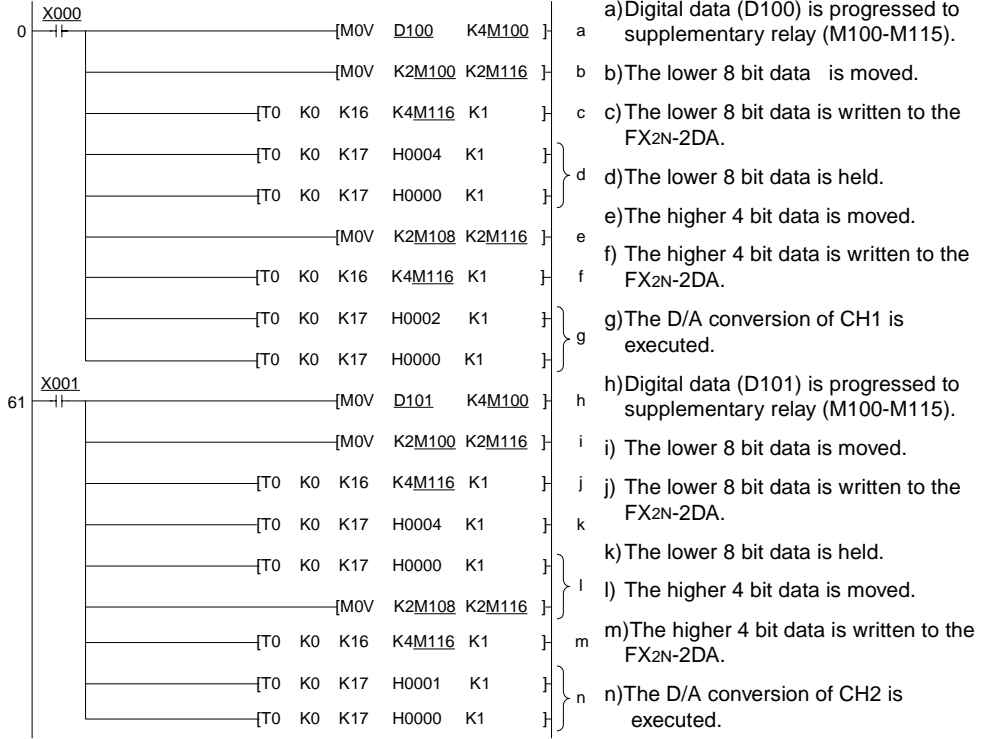 X000
0 [M0V D100 K4M100 ] a
[M0V K2M100 K2M116 ] b
[T0 K0 K16 K4M116 K1 ] c
[T0 K0 K17 H0004 K1 ]
d
[T0 K0 K17 H0000 K1 ]
[M0V K2M108 K2M116 ] e
[T0 K0 K16 K4M116 K1 ] f
[T0 K0 K17 H0002 K1 ]
g
[T0 K0 K17 H0000 K1 ]
X001
61 [M0V D101 K4M100 ] h
[M0V K2M100 K2M116 ] i
[T0 K0 K16 K4M116 K1 ] j
[T0 K0 K17 H0004 K1 ] k
[T0 K0 K17 H0000 K1 ]
l
[M0V K2M108 K2M116 ]
[T0 K0 K16 K4M116 K1 ] m
[T0 K0 K17 H0001 K1 ]
n
[T0 K0 K17 H0000 K1 ]
a)Digital data (D100) is progressed to
supplementary relay (M100-M115).
b)The lower 8 bit data is moved.
c)The lower 8 bit data is written to the
FX2N-2DA.
d)The lower 8 bit data is held.
e)The higher 4 bit data is moved.
f) The higher 4 bit data is written to the
FX2N-2DA.
g)The D/A conversion of CH1 is
executed.
h)Digital data (D101) is progressed to
supplementary relay (M100-M115).
i) The lower 8 bit data is moved.
j) The lower 8 bit data is written to the
FX2N-2DA.
k)The lower 8 bit data is held.
l) The higher 4 bit data is moved.
m)The higher 4 bit data is written to the
FX2N-2DA.
n)The D/A conversion of CH2 is
executed.